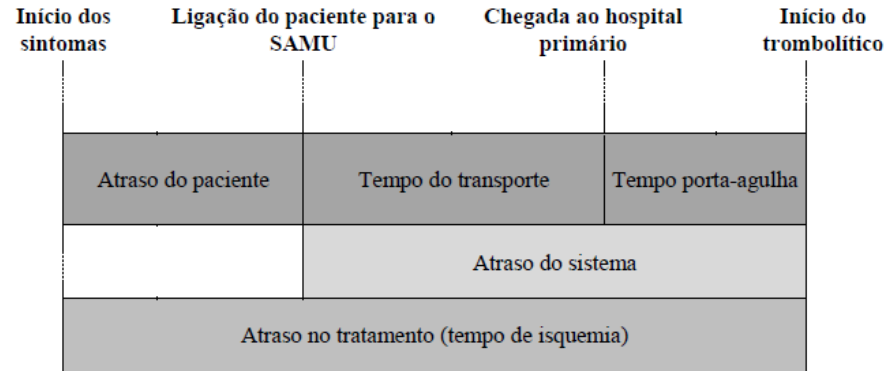 Início dos
sintomas
Ligação do paciente para o
SAMU
Chegada ao hospital
primário
Início do
trombolítico
Atraso do paciente
Tempo do transporte
Tempo porta-agulha
Atraso do sistema
Atraso no tratamento (tempo de isquemia)